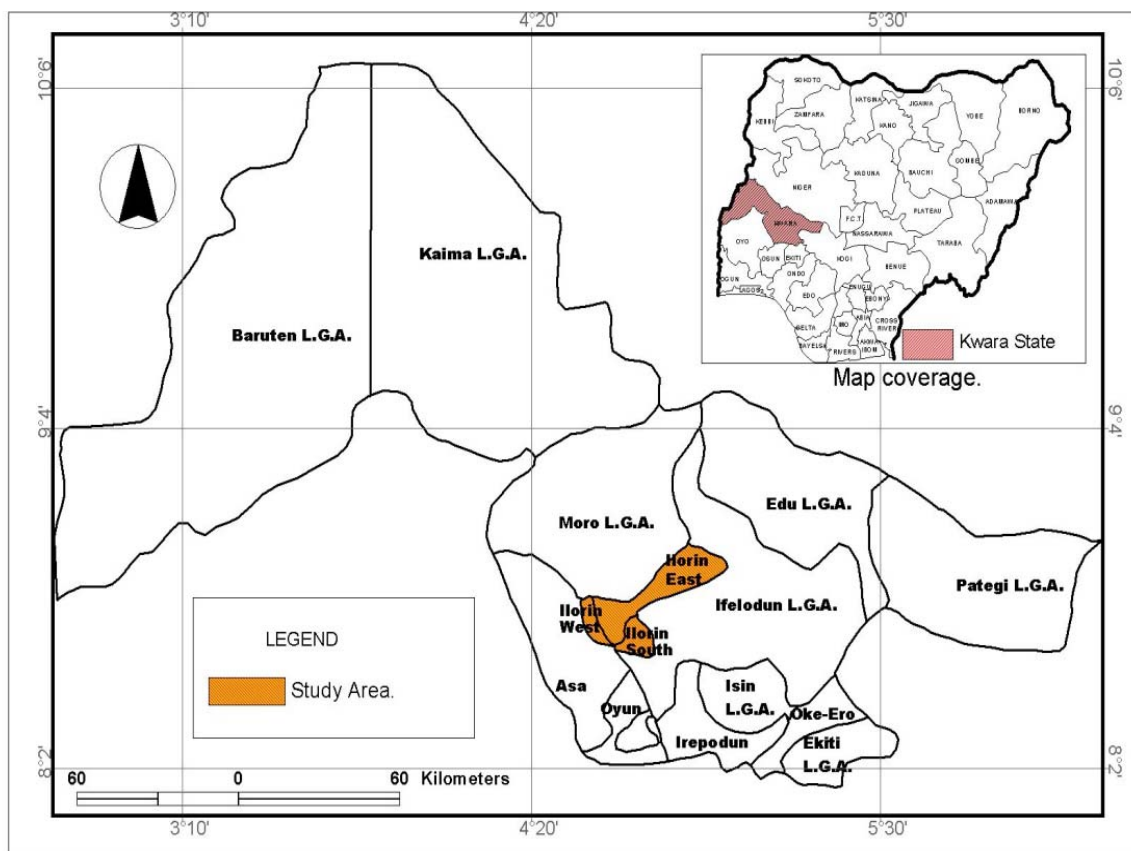 3°10'
4°20'
5°30'
10°6'
10°6'
SOKOTO
KATSINA
JIGAWA
KEBBI
ZAMFARA
KANO
YOBE
BORNO
GOMBE
KADUNA
BAUCHI
NIGER
ADAMAWA
PLATEAU
KWARA
F.C.T.
NASSARAWA
TARABA
OYO
OSUN
EKITI
KOGI
BENUE
OGUN
ONDO
LAGOS
EDO
ENUGU
EBONYI
DELTA
IMO
ABIA
CROSS
RIVER
BAYELSA
RIVERS
AKWA
IBOM
Kwara State
Map coverage.
Kaima L.G.A.
Baruten L.G.A.
9°4'
9°4'
Edu L.G.A.
Moro L.G.A.
Horin
East
Pategi L.G.A.
Ifelodun L.G.A.
Ilorin
West
Ilorin
South
LEGEND
Study Area.
Asa
Isin
L.G.A.
Oyun
Oke-Ero
Irepodun
Ekiti
L.G.A.
8°2'
8°2'
60 0 60 Kilometers
3°10'
4°20'
5°30'